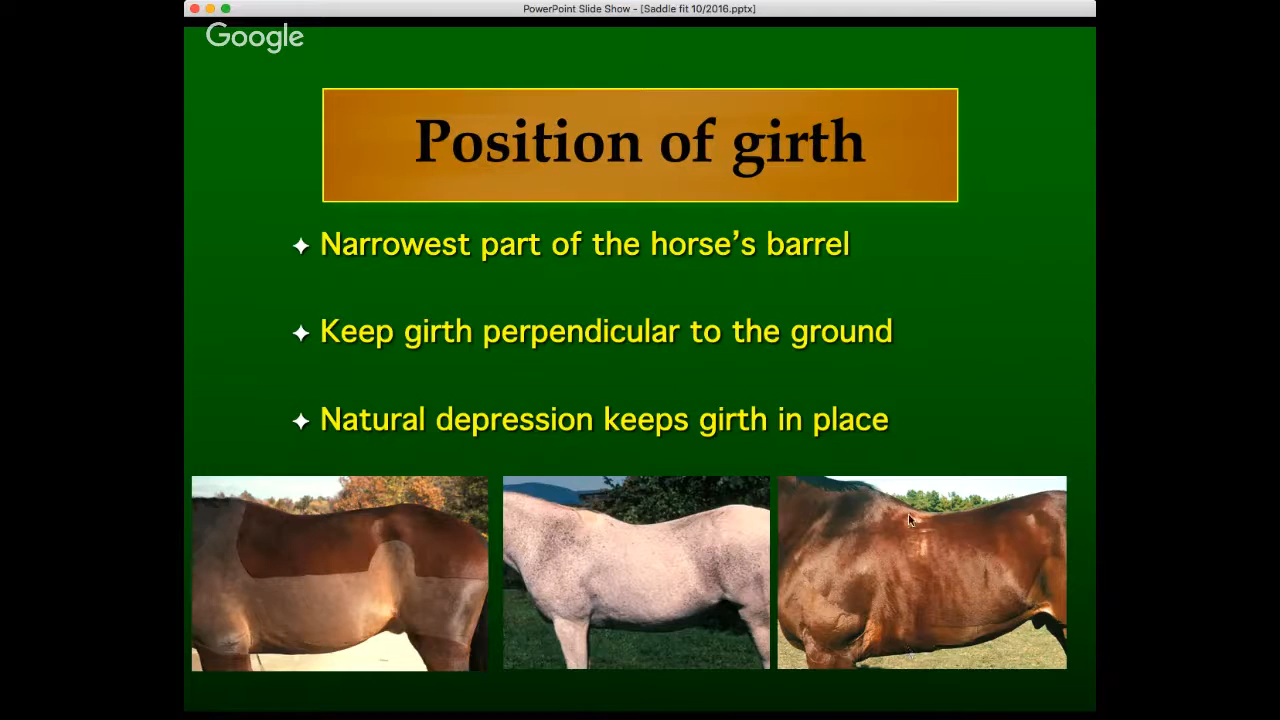 PowerPoint Slide Show - [Saddle fit 10/2016.pptx]
Google
Position of girth
Narrowest part of the horse's barrel
Keep girth perpendicular to the ground
Natural depression keeps girth in place